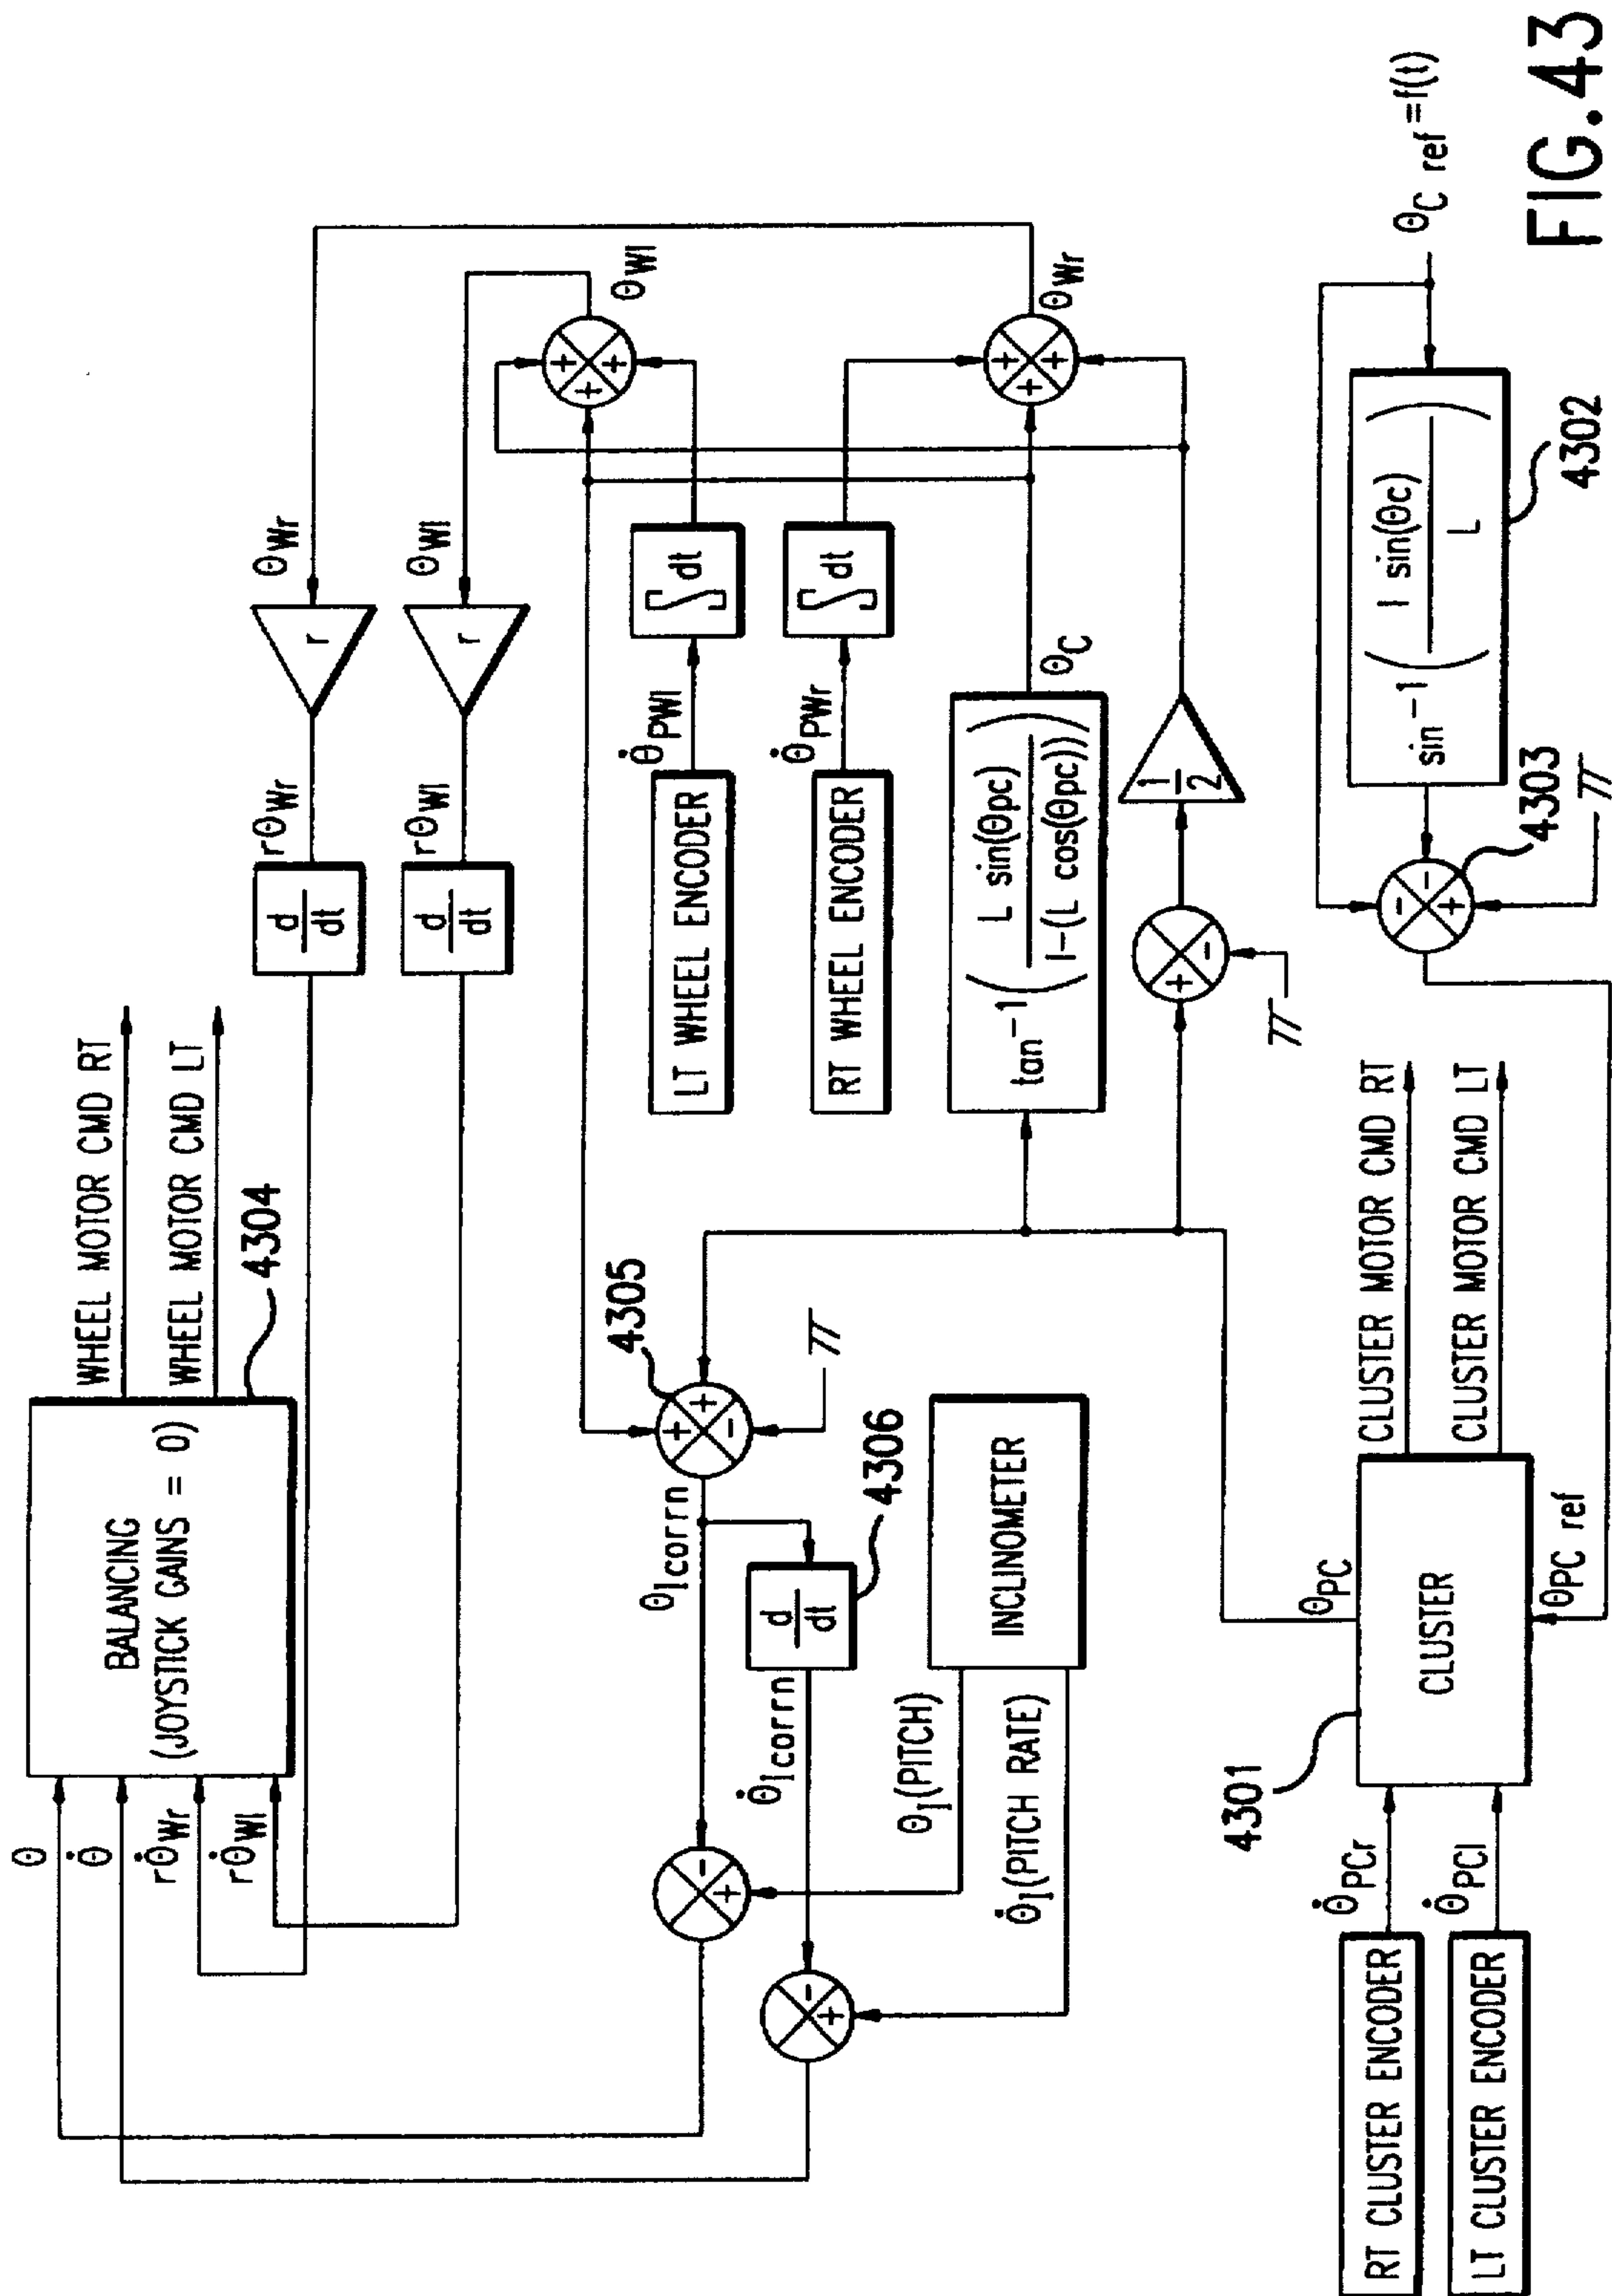 BALANCING
(JOYSTICK GAINS = 0)
4304
WHEEL MOTOR CMD RT
WHEEL MOTOR CMD LT
θ
θ̇
rθ̇Wr
rθ̇Wl
d/dt
rθWr
r
θWr
d/dt
rθWl
r
θWl
4305
+
+
-
π
θIcorrn
d/dt
4306
θ̇Icorrn
-
+
-
+
INCLINOMETER
θI(PITCH)
θ̇I(PITCH RATE)
LT WHEEL ENCODER
θ̇PWl
∫ dt
RT WHEEL ENCODER
θ̇PWr
∫ dt
+
+
+
θWl
+
+
+
θWr
tan-1 (L sin(θpc) / l-(L cos(θpc)))
θC
+
-
π
1/2
RT CLUSTER ENCODER
θ̇PCr
LT CLUSTER ENCODER
θ̇PCl
4301
CLUSTER
θPC
θPC ref
CLUSTER MOTOR CMD RT
CLUSTER MOTOR CMD LT
-
-
+
4303
π
sin-1 (l sin(θc) / L)
4302
θC ref =f(t)
FIG.43